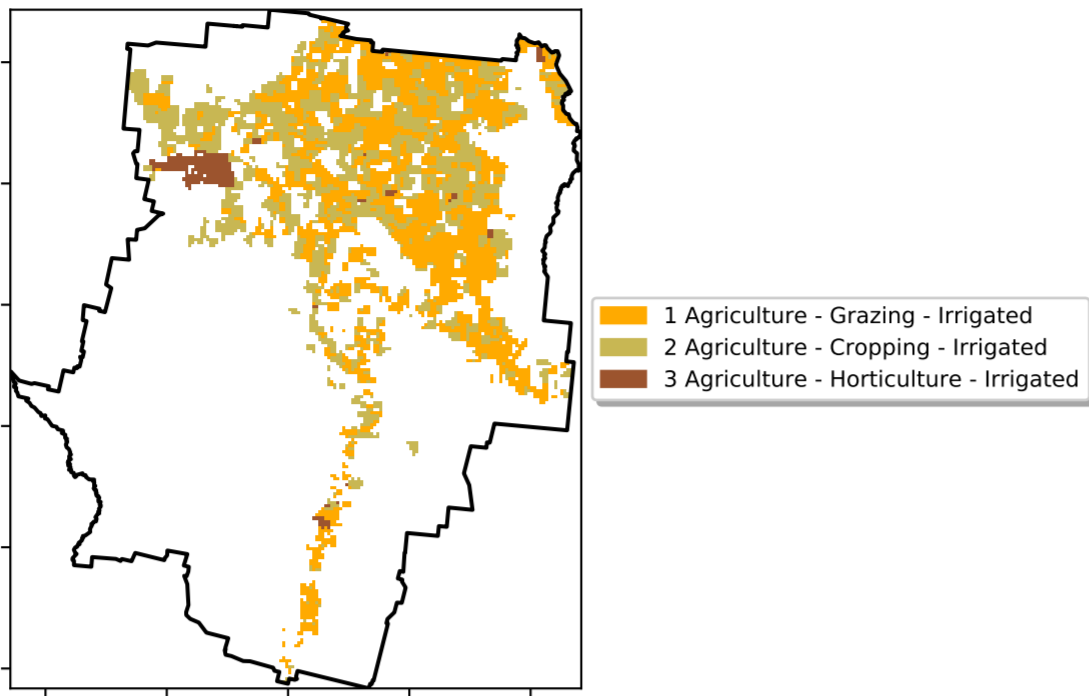 1 Agriculture - Grazing - Irrigated
2 Agriculture - Cropping - Irrigated
3 Agriculture - Horticulture - Irrigated